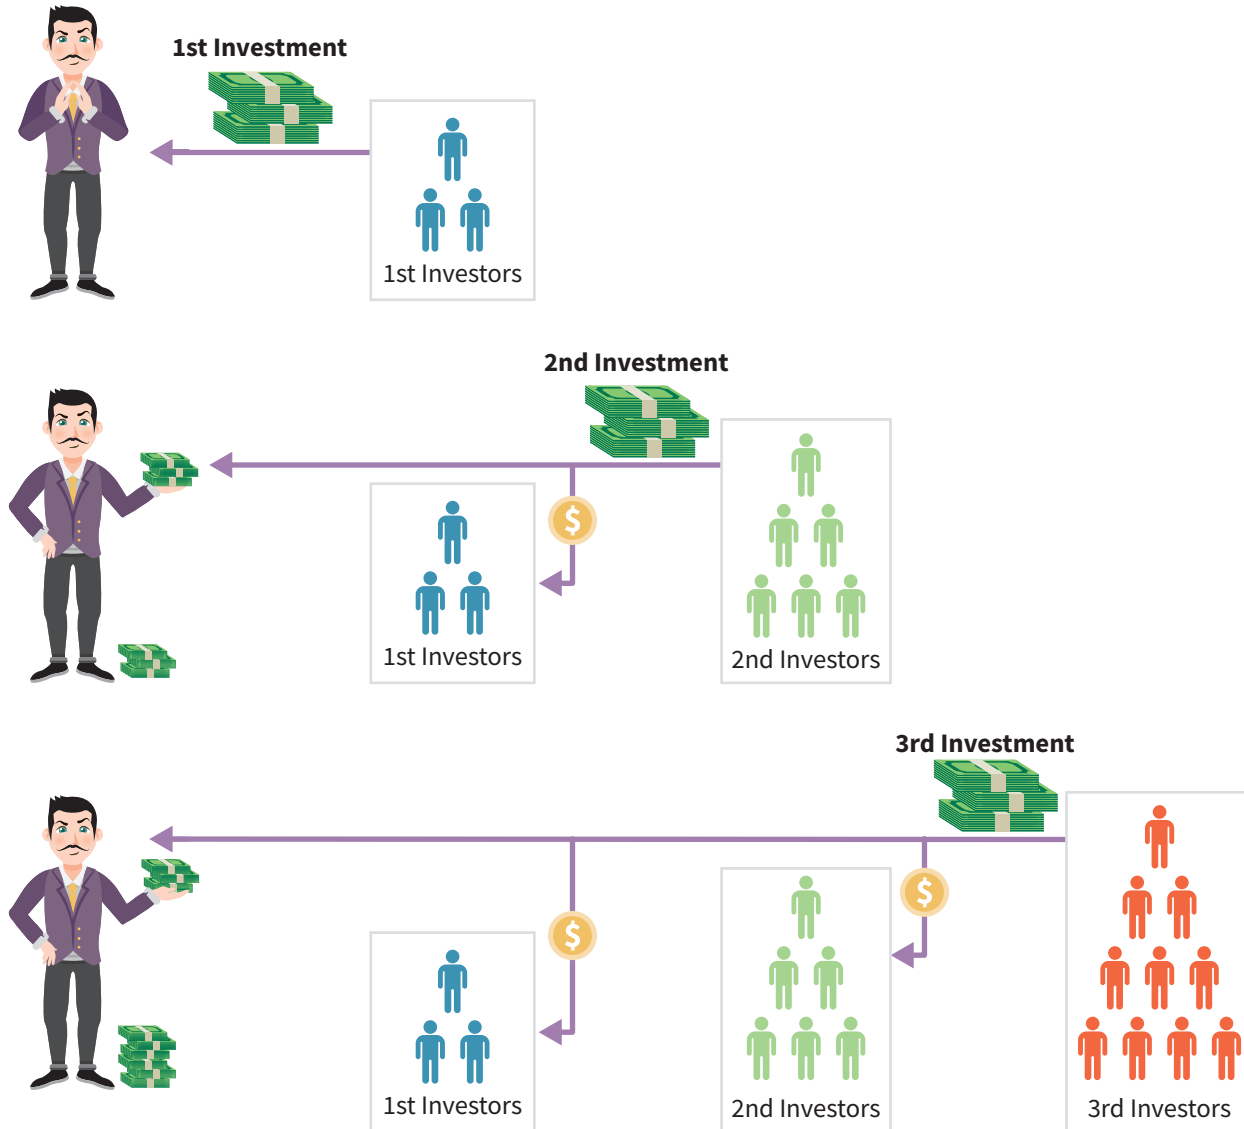 1st Investment
1st Investors
2nd Investment
$
1st Investors
2nd Investors
3rd Investment
$
$
1st Investors
2nd Investors
3rd Investors